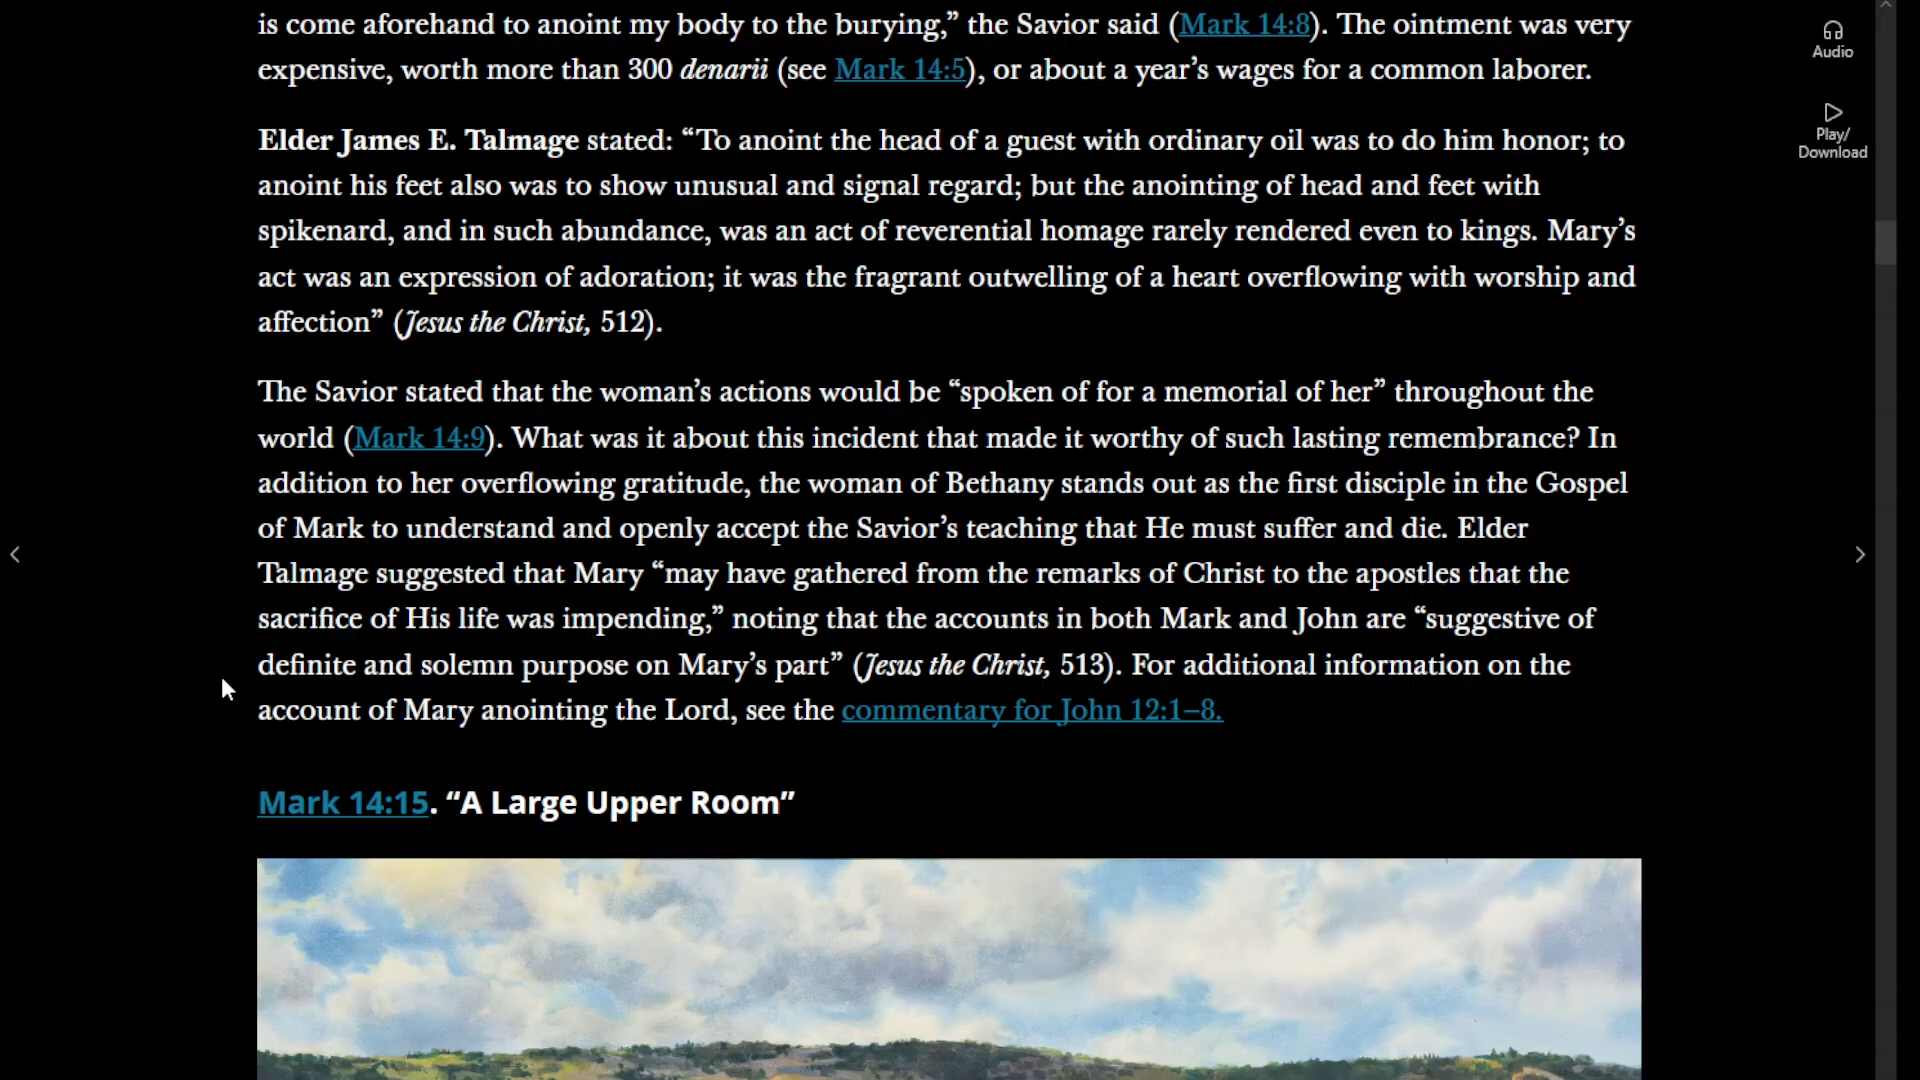 is come aforehand to anoint my body to the burying,” the Savior said (Mark 14:8). The ointment was very
expensive, worth more than 300 denarii (see Mark 14:5), or about a year’s wages for a common laborer.
Elder James E. Talmage stated: “To anoint the head of a guest with ordinary oil was to do him honor; to
anoint his feet also was to show unusual and signal regard; but the anointing of head and feet with
spikenard, and in such abundance, was an act of reverential homage rarely rendered even to kings. Mary’s
act was an expression of adoration; it was the fragrant outwelling of a heart overflowing with worship and
affection” (Jesus the Christ, 512).
The Savior stated that the woman’s actions would be “spoken of for a memorial of her” throughout the
world (Mark 14:9). What was it about this incident that made it worthy of such lasting remembrance? In
addition to her overflowing gratitude, the woman of Bethany stands out as the first disciple in the Gospel
of Mark to understand and openly accept the Savior’s teaching that He must suffer and die. Elder
Talmage suggested that Mary “may have gathered from the remarks of Christ to the apostles that the
sacrifice of His life was impending,” noting that the accounts in both Mark and John are “suggestive of
definite and solemn purpose on Mary’s part” (Jesus the Christ, 513). For additional information on the
account of Mary anointing the Lord, see the commentary for John 12:1–8.
Mark 14:15. “A Large Upper Room”
Audio
Play/
Download